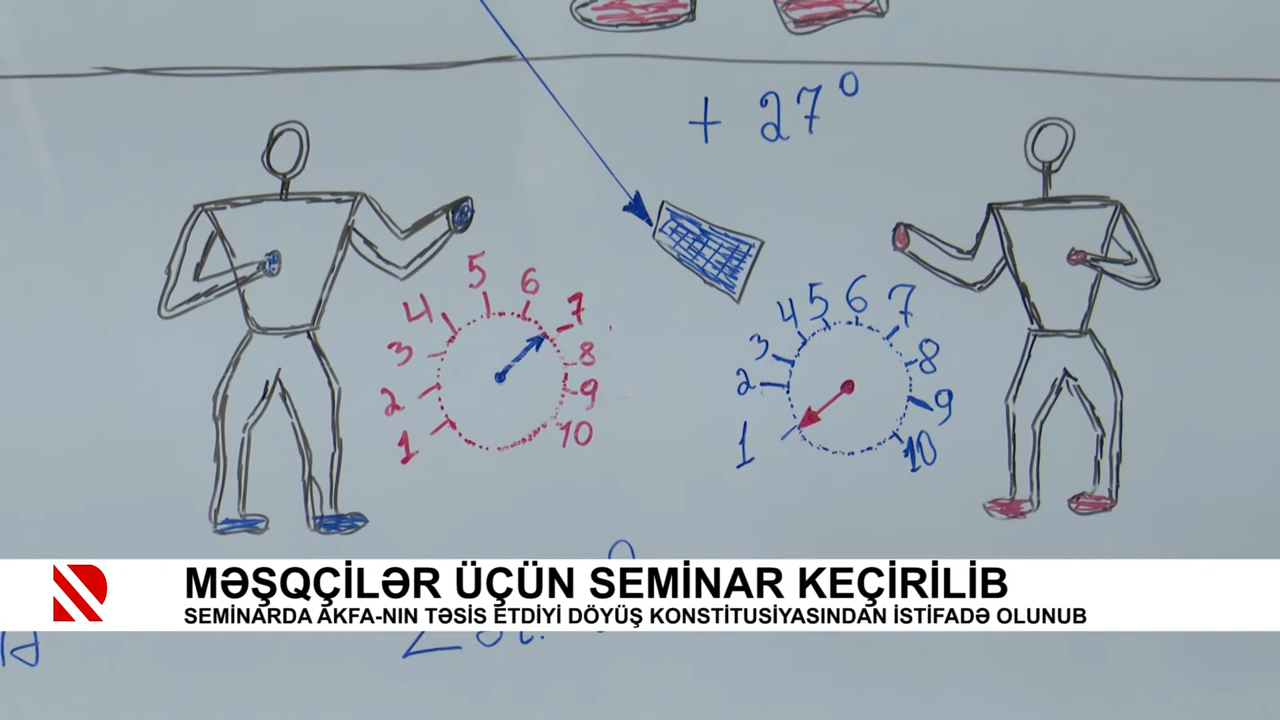 + 27°
1 2 3 4 5 6 7 8 9 10
1 2 3 4 5 6 7 8 9 10
MƏŞQÇİLƏR ÜÇÜN SEMİNAR KEÇİRİLİB
SEMİNARDA AKFA-NIN TƏSİS ETDİYİ DÖYÜŞ KONSTİTUSİYASINDAN İSTİFADƏ OLUNUB